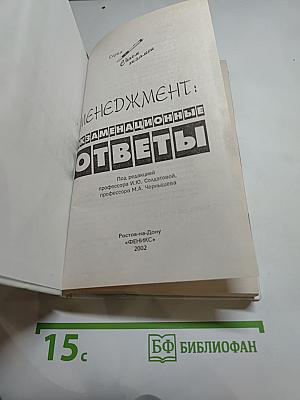 Серия
Сдаем экзамен
МЕНЕДЖМЕНТ:
ЭКЗАМЕНАЦИОННЫЕ
ОТВЕТЫ
Под редакцией
профессора И.Ю. Солдатовой,
профессора М.А. Чернышева
Ростов-на-Дону
«ФЕНИКС»
2002
15 с
БФ БИБЛИОФАН